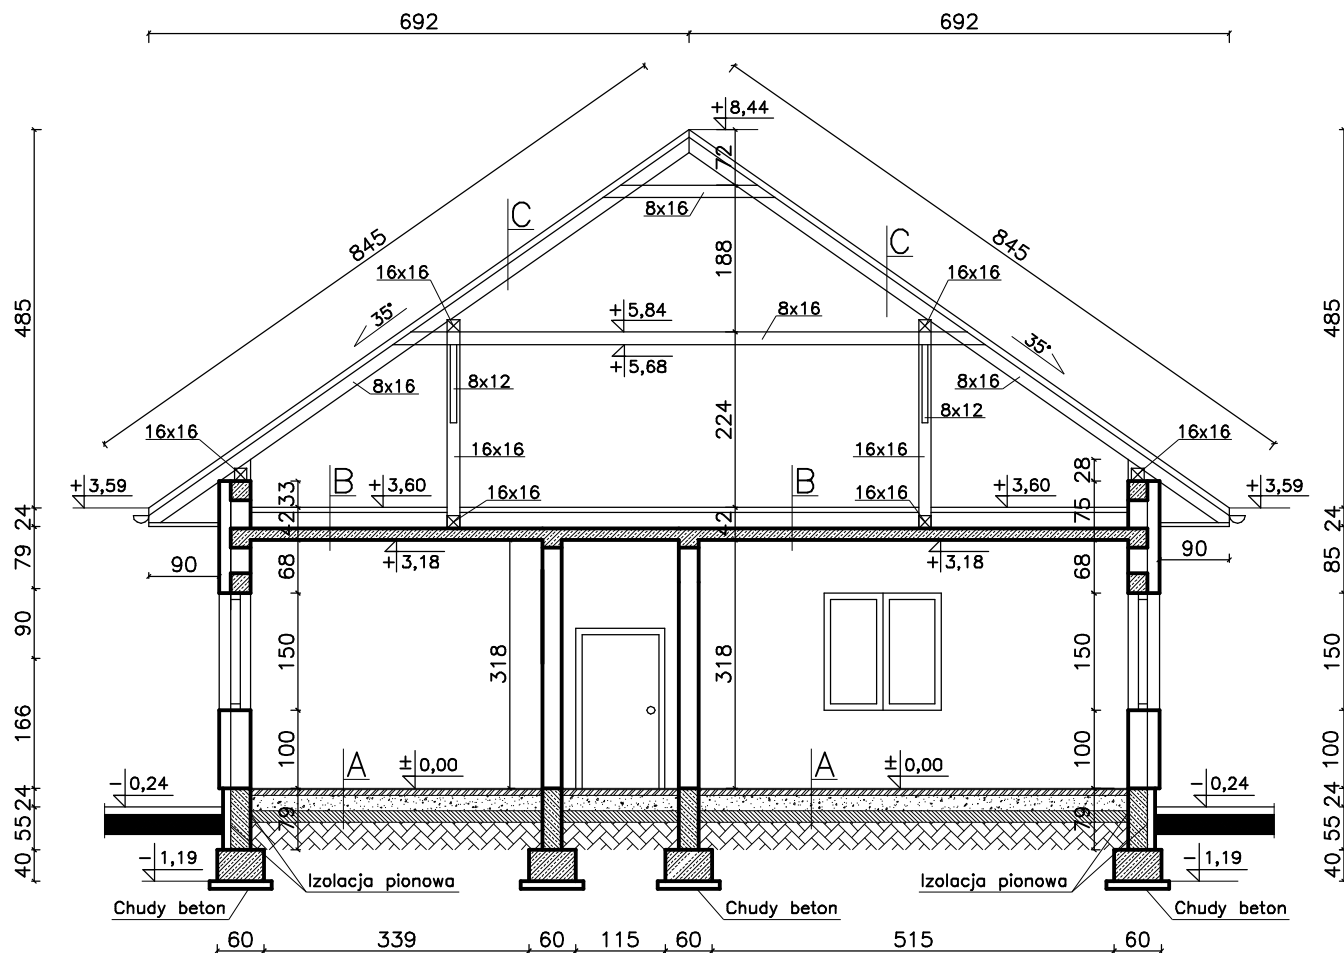 692 692
+8,44
72
8x16
C C
845 845
188
16x16 16x16
485 485
35° 35°
+5,84
8x16
+5,68
8x16 8x12 8x16
8x12
224
16x16 16x16
16x16 16x16
28
B B
+3,59 +3,60 +3,60 +3,59
33 75
16x16 16x16
24 42 42 24
79 90 68 +3,18 +3,18 68 90 85
90
150 318 318 150 150
166
100 100 100
A ±0,00 A ±0,00
-0,24 -0,24
24 24
55 79 79 55
40 -1,19 -1,19 40
Izolacja pionowa Izolacja pionowa
Chudy beton Chudy beton Chudy beton
60 339 60 115 60 515 60